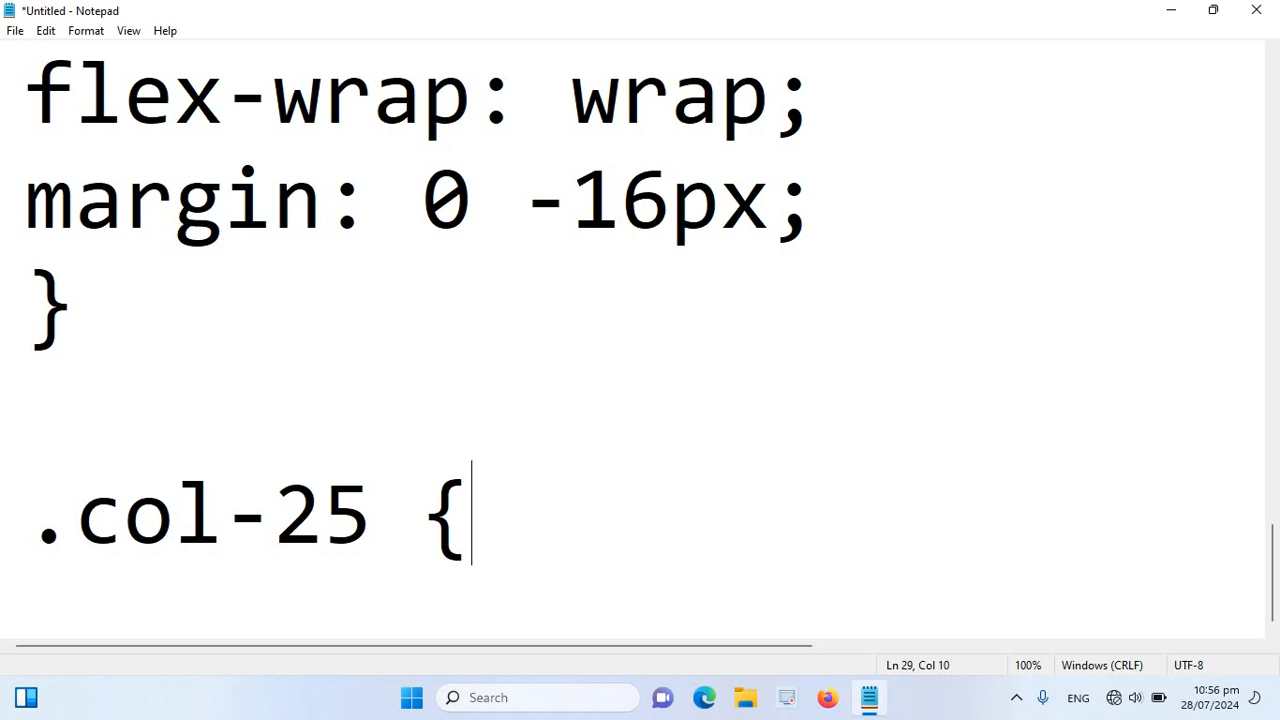 *Untitled - Notepad
File Edit Format View Help
flex-wrap: wrap;
margin: 0 -16px;
}
.col-25 {
Ln 29, Col 10 100% Windows (CRLF) UTF-8
Search ENG 10:56 pm
28/07/2024